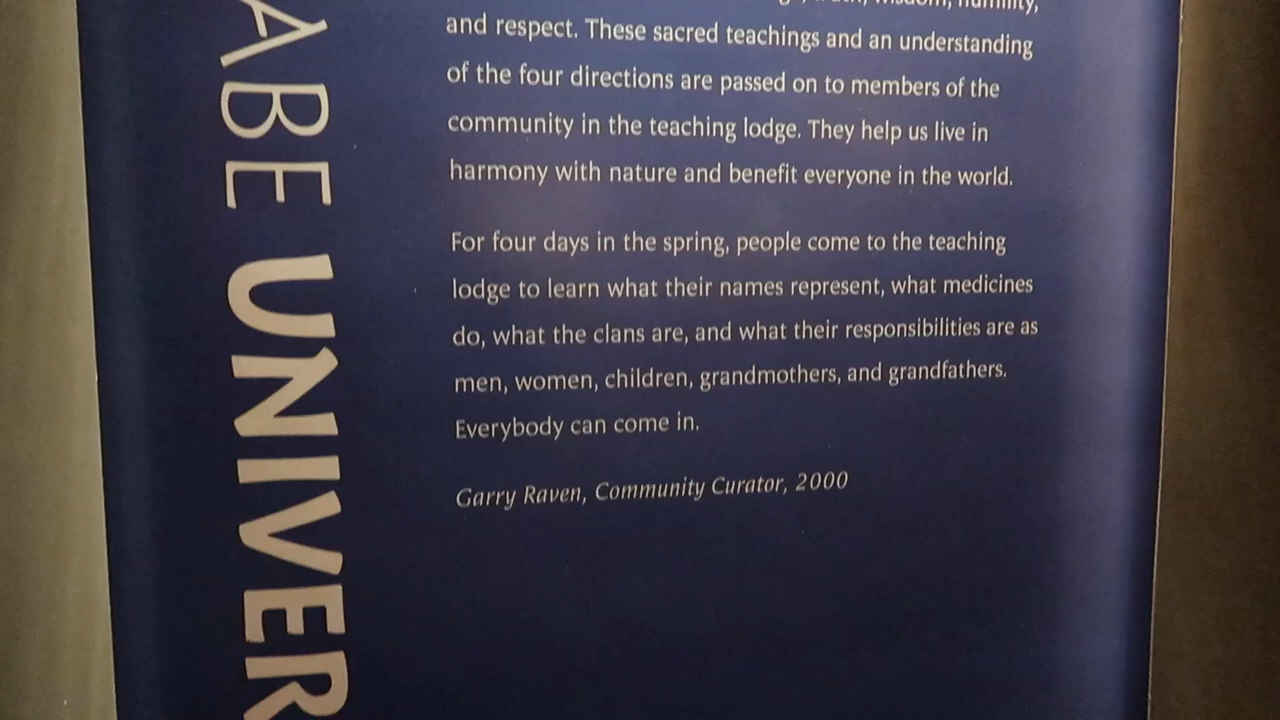 wisdom, humility,
and respect. These sacred teachings and an understanding
of the four directions are passed on to members of the
community in the teaching lodge. They help us live in
harmony with nature and benefit everyone in the world.
For four days in the spring, people come to the teaching
lodge to learn what their names represent, what medicines
do, what the clans are, and what their responsibilities are as
men, women, children, grandmothers, and grandfathers.
Everybody can come in.
Garry Raven, Community Curator, 2000
ABE UNIVER